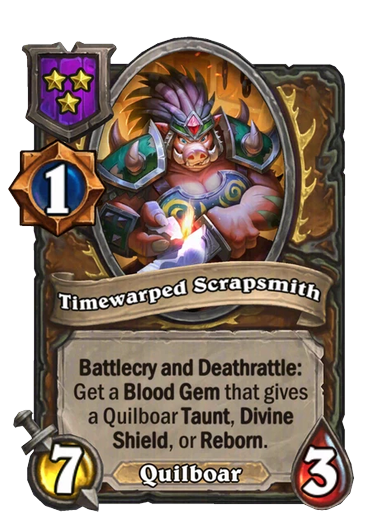 1
Timewarped Scrapsmith
Battlecry and Deathrattle:
Get a Blood Gem that gives
a Quilboar Taunt, Divine
Shield, or Reborn.
7
Quilboar
3